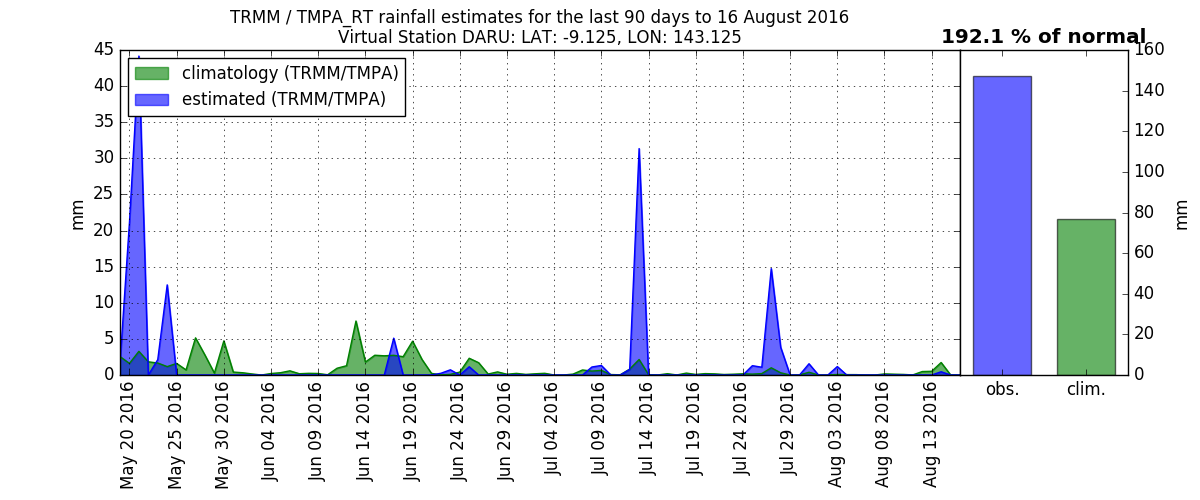 TRMM / TMPA_RT rainfall estimates for the last 90 days to 16 August 2016
Virtual Station DARU: LAT: -9.125, LON: 143.125
192.1 % of normal
climatology (TRMM/TMPA)
estimated (TRMM/TMPA)
45
40
35
30
25
20
15
10
5
0
mm
May 20 2016
May 25 2016
May 30 2016
Jun 04 2016
Jun 09 2016
Jun 14 2016
Jun 19 2016
Jun 24 2016
Jun 29 2016
Jul 04 2016
Jul 09 2016
Jul 14 2016
Jul 19 2016
Jul 24 2016
Jul 29 2016
Aug 03 2016
Aug 08 2016
Aug 13 2016
obs.
clim.
160
140
120
100
80
60
40
20
0
mm